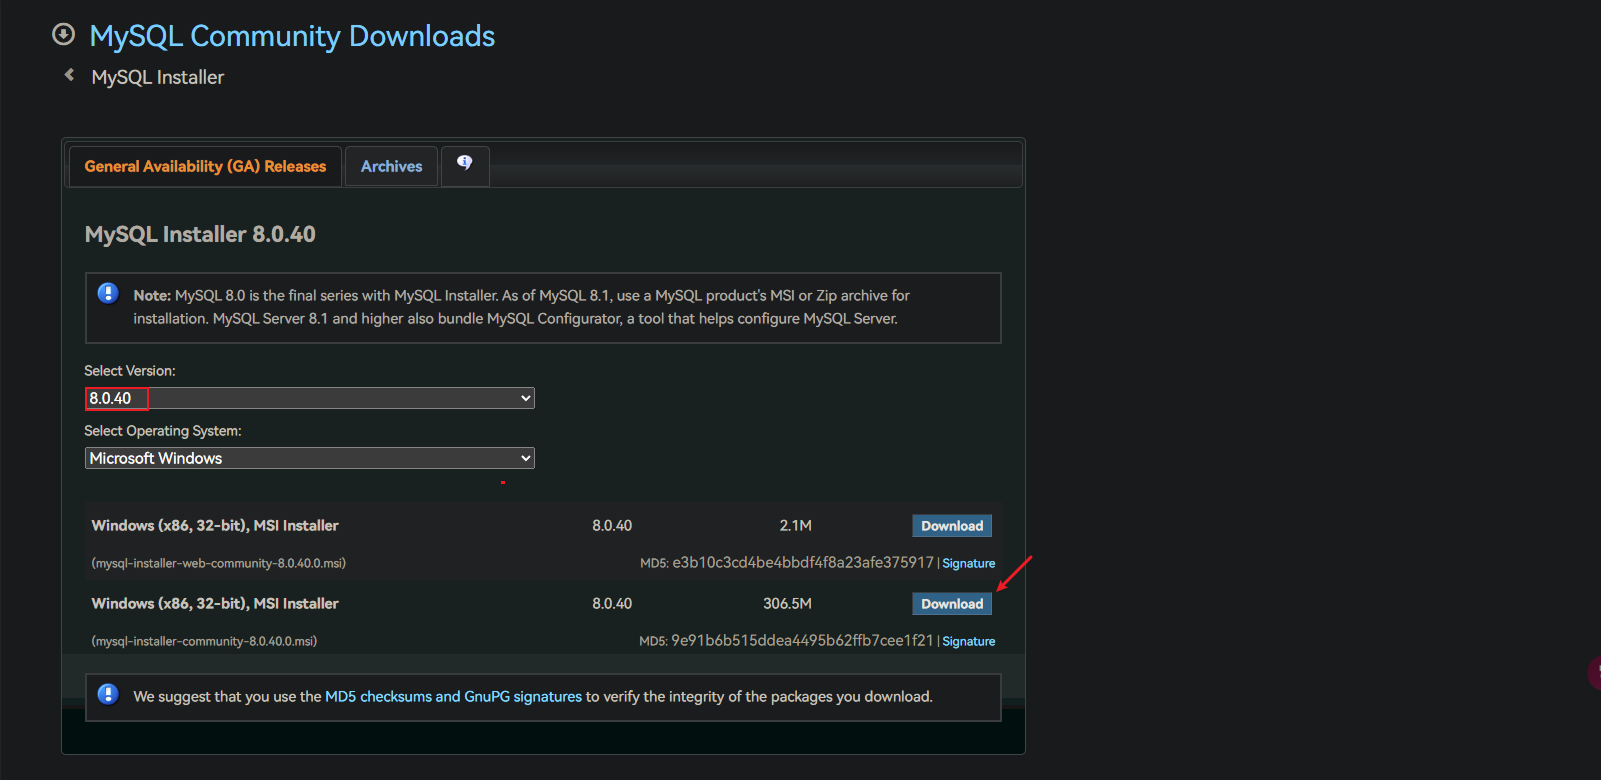 MySQL Community Downloads
MySQL Installer
General Availability (GA) Releases
Archives
MySQL Installer 8.0.40
Note: MySQL 8.0 is the final series with MySQL Installer. As of MySQL 8.1, use a MySQL product's MSI or Zip archive for
installation. MySQL Server 8.1 and higher also bundle MySQL Configurator, a tool that helps configure MySQL Server.
Select Version:
8.0.40
Select Operating System:
Microsoft Windows
Windows (x86, 32-bit), MSI Installer 8.0.40 2.1M Download
(mysql-installer-web-community-8.0.40.0.msi) MD5: e3b10c3cd4be4bbdf4f8a23afe375917 | Signature
Windows (x86, 32-bit), MSI Installer 8.0.40 306.5M Download
(mysql-installer-community-8.0.40.0.msi) MD5: 9e91b6b515ddea4495b62ffb7cee1f21 | Signature
We suggest that you use the MD5 checksums and GnuPG signatures to verify the integrity of the packages you download.